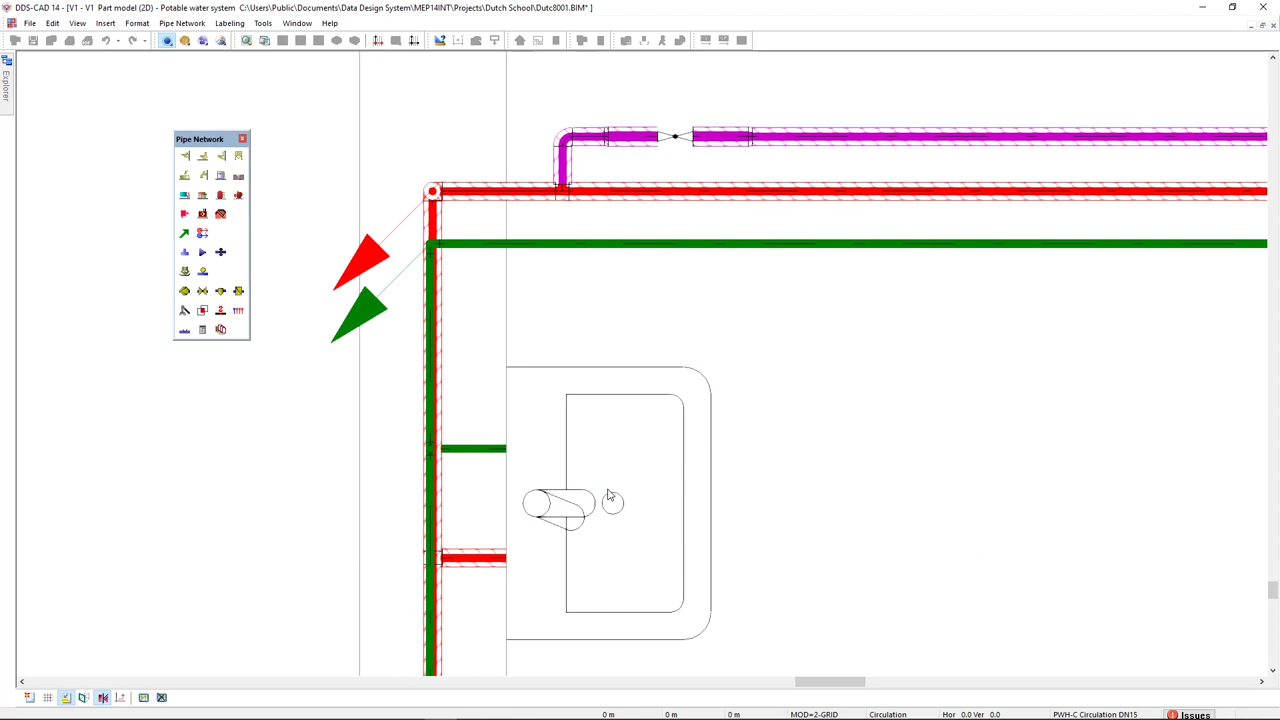 DDS-CAD 14 - [V1 - V1  Part model (2D) - Potable water system  C:\Users\Public\Documents\Data Design System\MEP14INT\Projects\Dutch School\Dutc8001.BIM* ]
File Edit View Insert Format Pipe Network Labeling Tools Window Help
Explorer
Pipe Network
0 m 0 m 0 m MOD=2-GRID Circulation Hor 0.0 Ver 0.0 PWH-C Circulation DN15 Issues